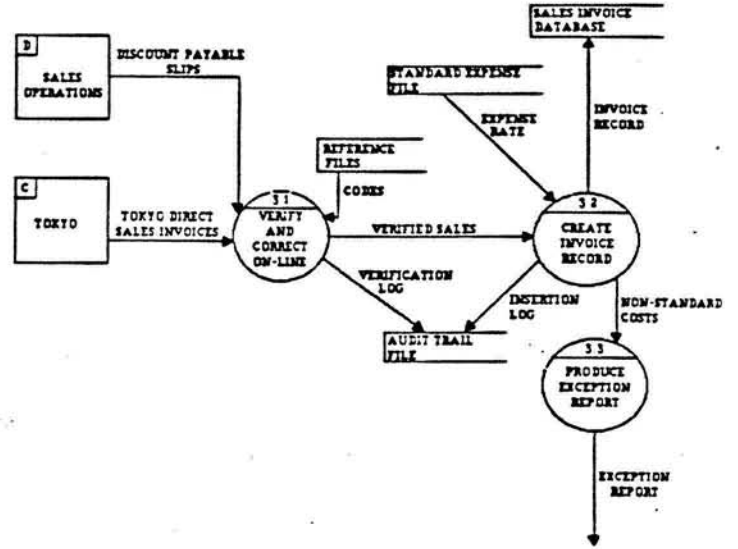 D
SALES
OPERATIONS
DISCOUNT PAYABLE
SLIPS
SALES INVOICE
DATABASE
STANDARD EXPENSE
FILE
EXPENSE
RATE
INVOICE
RECORD
REFERENCE
FILES
CODES
C
TOKYO
TOKYO DIRECT
SALES INVOICES
3.1
VERIFY
AND
CORRECT
ON-LINE
VERIFIED SALES
3.2
CREATE
INVOICE
RECORD
VERIFICATION
LOG
INSERTION
LOG
NON-STANDARD
COSTS
AUDIT TRAIL
FILE
3.3
PRODUCE
EXCEPTION
REPORT
EXCEPTION
REPORT